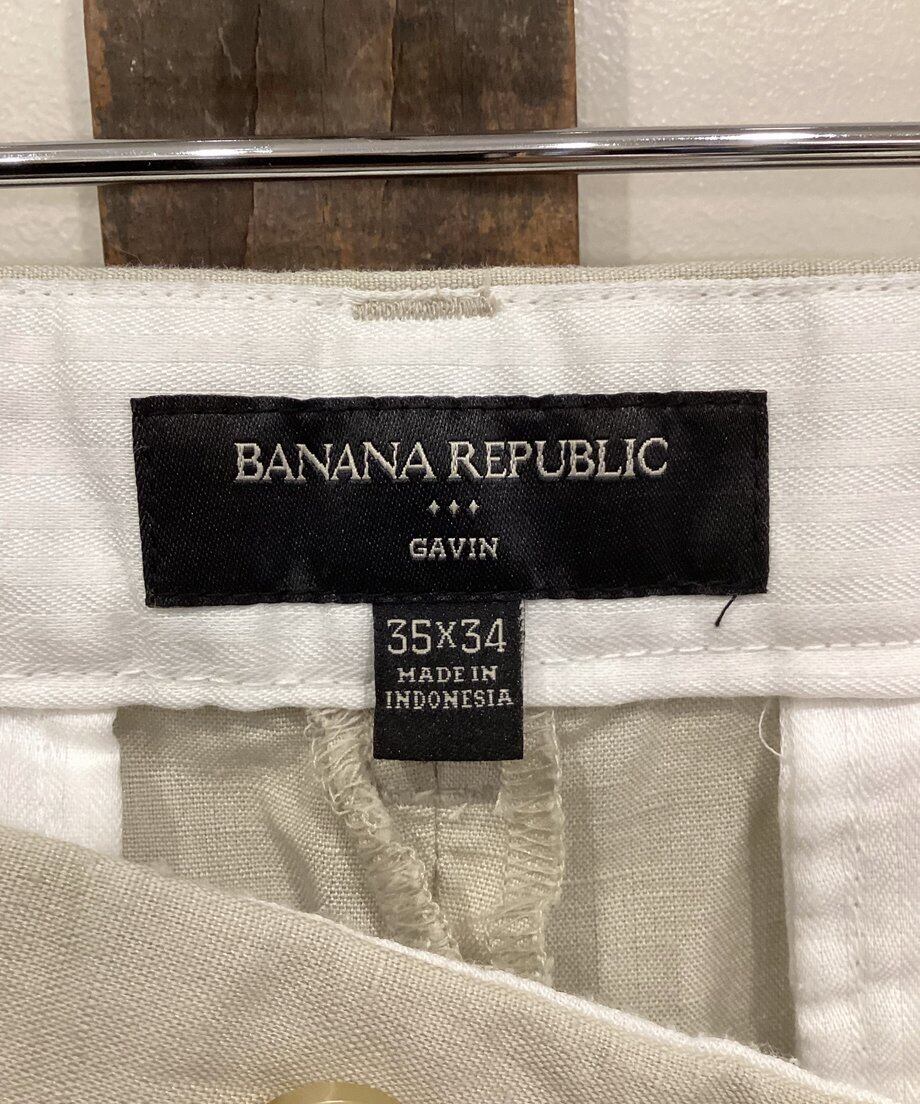 BANANA REPUBLIC
GAVIN
35X34
MADE IN
INDONESIA